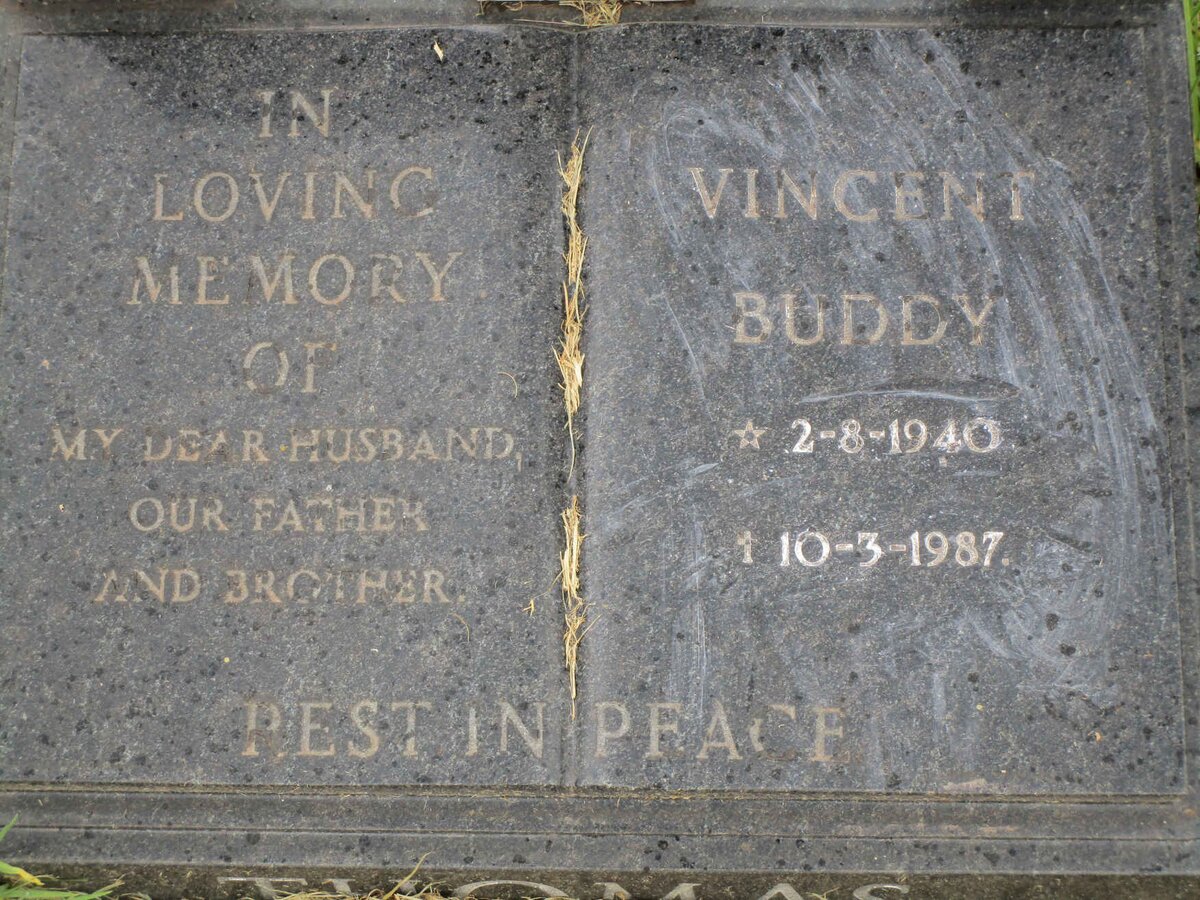 IN
LOVING
MEMORY
OF
MY DEAR HUSBAND,
OUR FATHER
AND BROTHER.
VINCENT
BUDDY
☆ 2-8-1940
† 10-3-1987.
REST IN PEACE
THOMAS